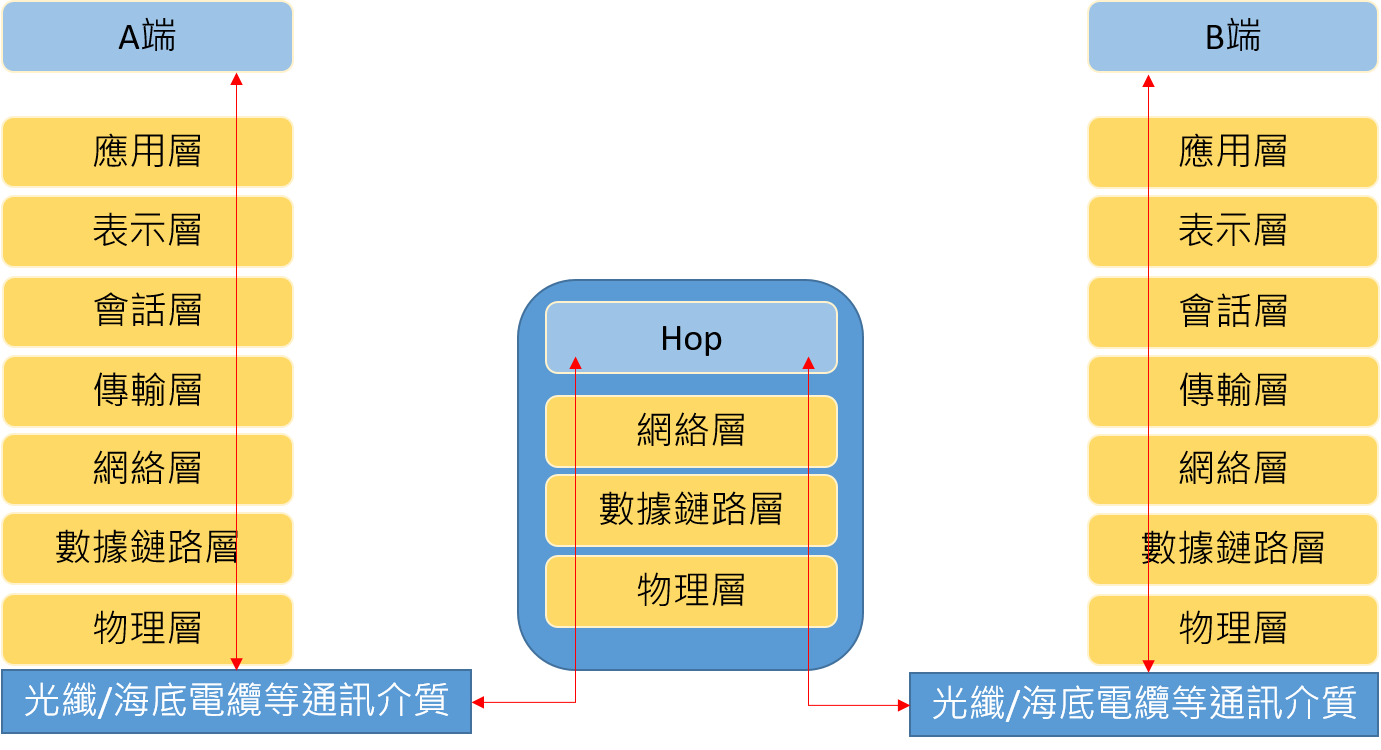 A端
應用層
表示層
會話層
傳輸層
網絡層
數據鏈路層
物理層
光纖/海底電纜等通訊介質
Hop
網絡層
數據鏈路層
物理層
B端
應用層
表示層
會話層
傳輸層
網絡層
數據鏈路層
物理層
光纖/海底電纜等通訊介質